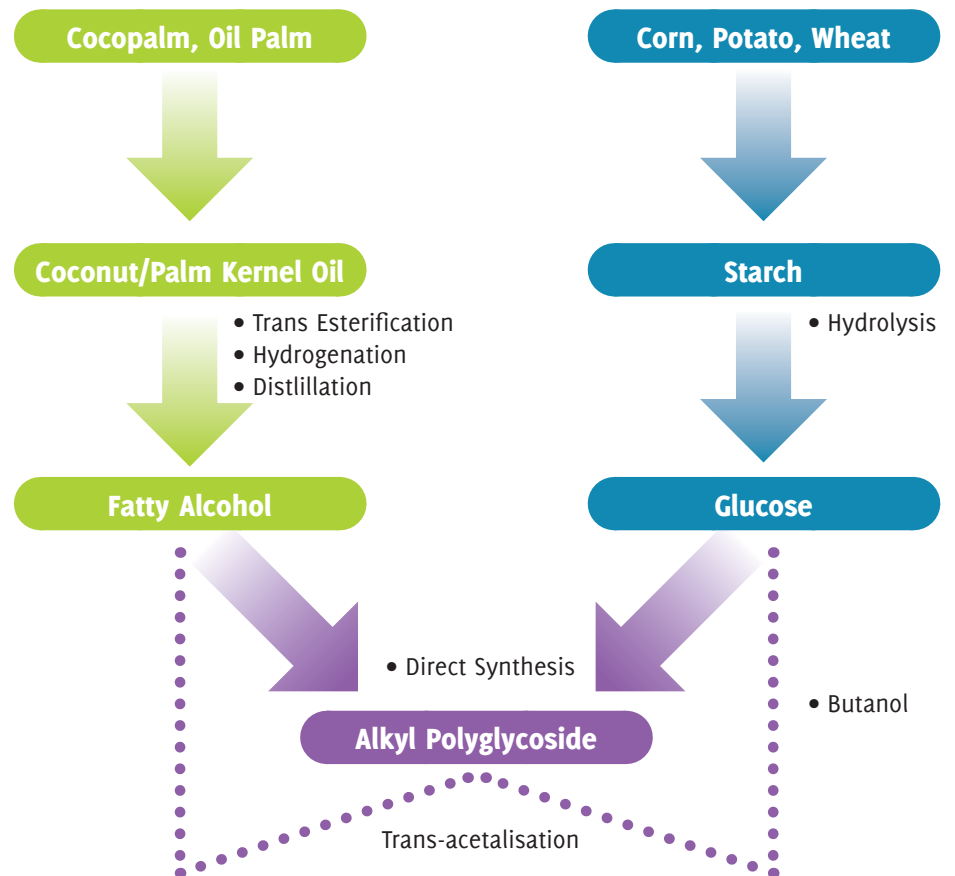 Cocopalm, Oil Palm
Corn, Potato, Wheat
Coconut/Palm Kernel Oil
Starch
• Trans Esterification
• Hydrogenation
• Distlillation
• Hydrolysis
Fatty Alcohol
Glucose
• Direct Synthesis
• Butanol
Alkyl Polyglycoside
Trans-acetalisation